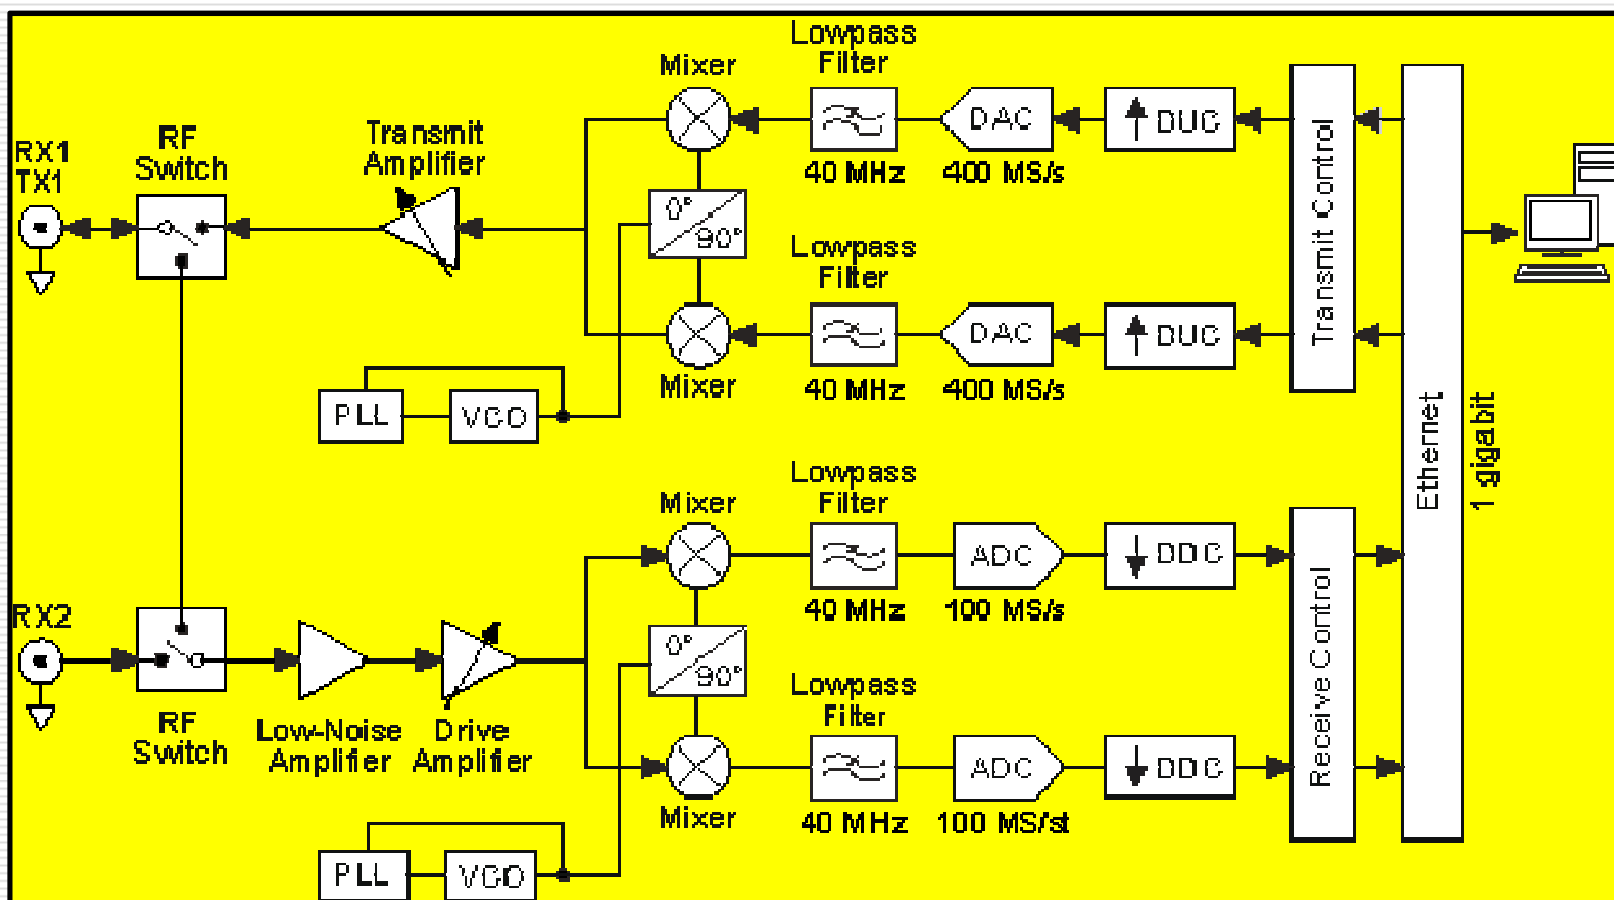 Lowpass
Filter
Mixer
RF
Switch
Transmit
Amplifier
RX1
TX1
DAC
DUC
40 MHz
400 MS/s
0°
90°
Lowpass
Filter
DAC
DUC
Mixer
40 MHz
400 MS/s
Transmit Control
PLL
VCO
Ethernet
1 gigabit
Lowpass
Filter
Mixer
ADC
DDC
40 MHz
100 MS/s
RX2
0°
90°
RF
Switch
Low-Noise
Amplifier
Drive
Amplifier
Lowpass
Filter
ADC
DDC
Mixer
40 MHz
100 MS/st
Receive Control
PLL
VCO